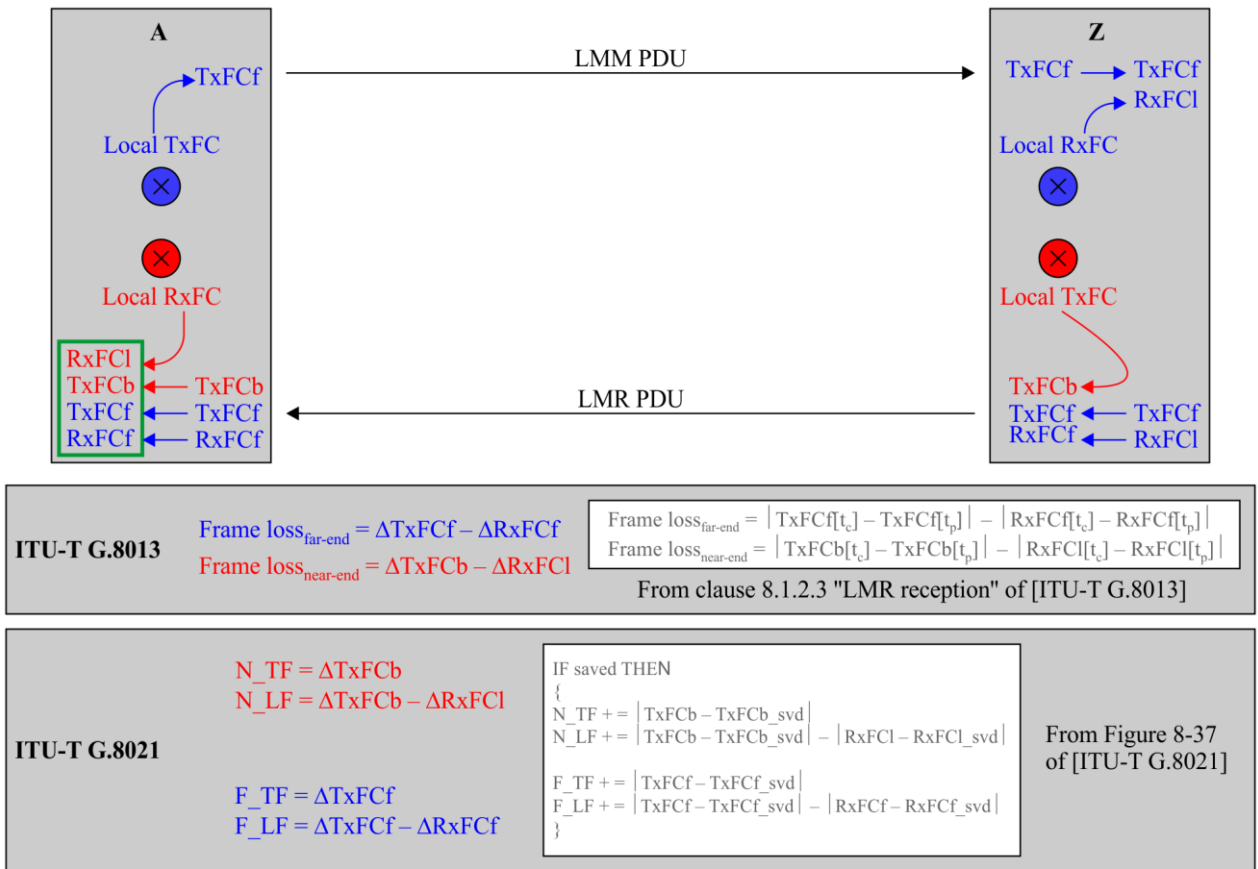 A
TxFCf
Local TxFC
Local RxFC
RxFCl
TxFCb TxFCb
TxFCf TxFCf
RxFCf RxFCf
LMM PDU
LMR PDU
Z
TxFCf TxFCf
RxFCl
Local RxFC
Local TxFC
TxFCb
TxFCf TxFCf
RxFCf RxFCl
ITU-T G.8013
Frame loss_far-end = ΔTxFCf – ΔRxFCf
Frame loss_near-end = ΔTxFCb – ΔRxFCl
Frame loss_far-end = |TxFCf[t_c] – TxFCf[t_p]| – |RxFCf[t_c] – RxFCf[t_p]|
Frame loss_near-end = |TxFCb[t_c] – TxFCb[t_p]| – |RxFCl[t_c] – RxFCl[t_p]|
From clause 8.1.2.3 "LMR reception" of [ITU-T G.8013]
ITU-T G.8021
N_TF = ΔTxFCb
N_LF = ΔTxFCb – ΔRxFCl
F_TF = ΔTxFCf
F_LF = ΔTxFCf – ΔRxFCf
IF saved THEN
{
N_TF + = |TxFCb – TxFCb_svd|
N_LF + = |TxFCb – TxFCb_svd| – |RxFCl – RxFCl_svd|
F_TF + = |TxFCf – TxFCf_svd|
F_LF + = |TxFCf – TxFCf_svd| – |RxFCf – RxFCf_svd|
}
From Figure 8-37
of [ITU-T G.8021]